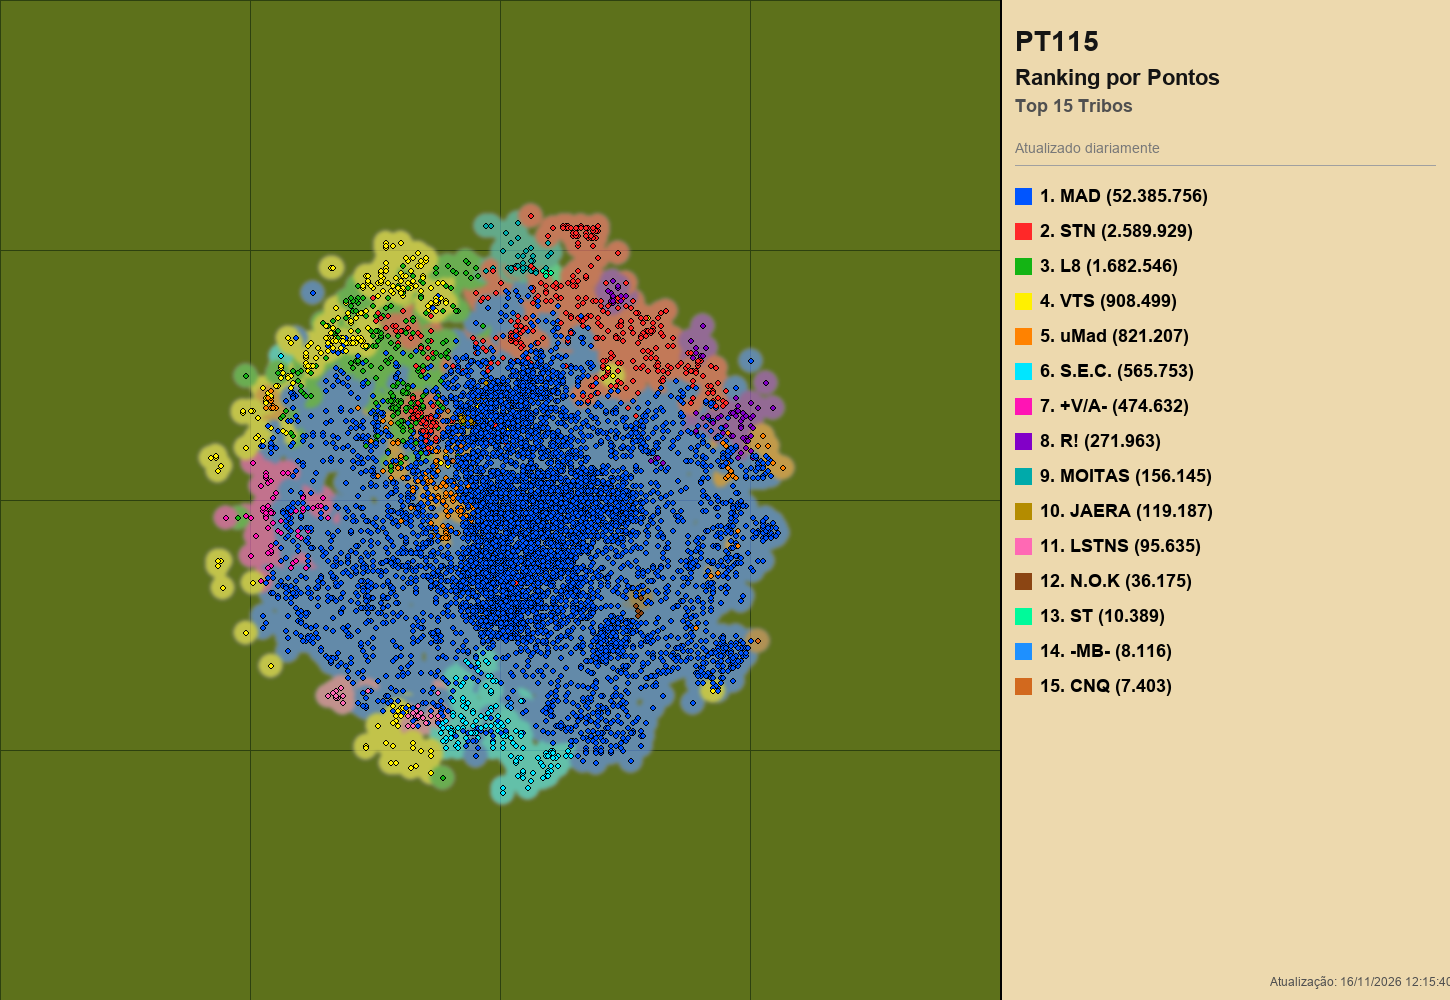 PT115
Ranking por Pontos
Top 15 Tribos
Atualizado diariamente
1. MAD (52.385.756)
2. STN (2.589.929)
3. L8 (1.682.546)
4. VTS (908.499)
5. uMad (821.207)
6. S.E.C. (565.753)
7. +V/A- (474.632)
8. R! (271.963)
9. MOITAS (156.145)
10. JAERA (119.187)
11. LSTNS (95.635)
12. N.O.K (36.175)
13. ST (10.389)
14. -MB- (8.116)
15. CNQ (7.403)
Atualização: 16/11/2026 12:15:40